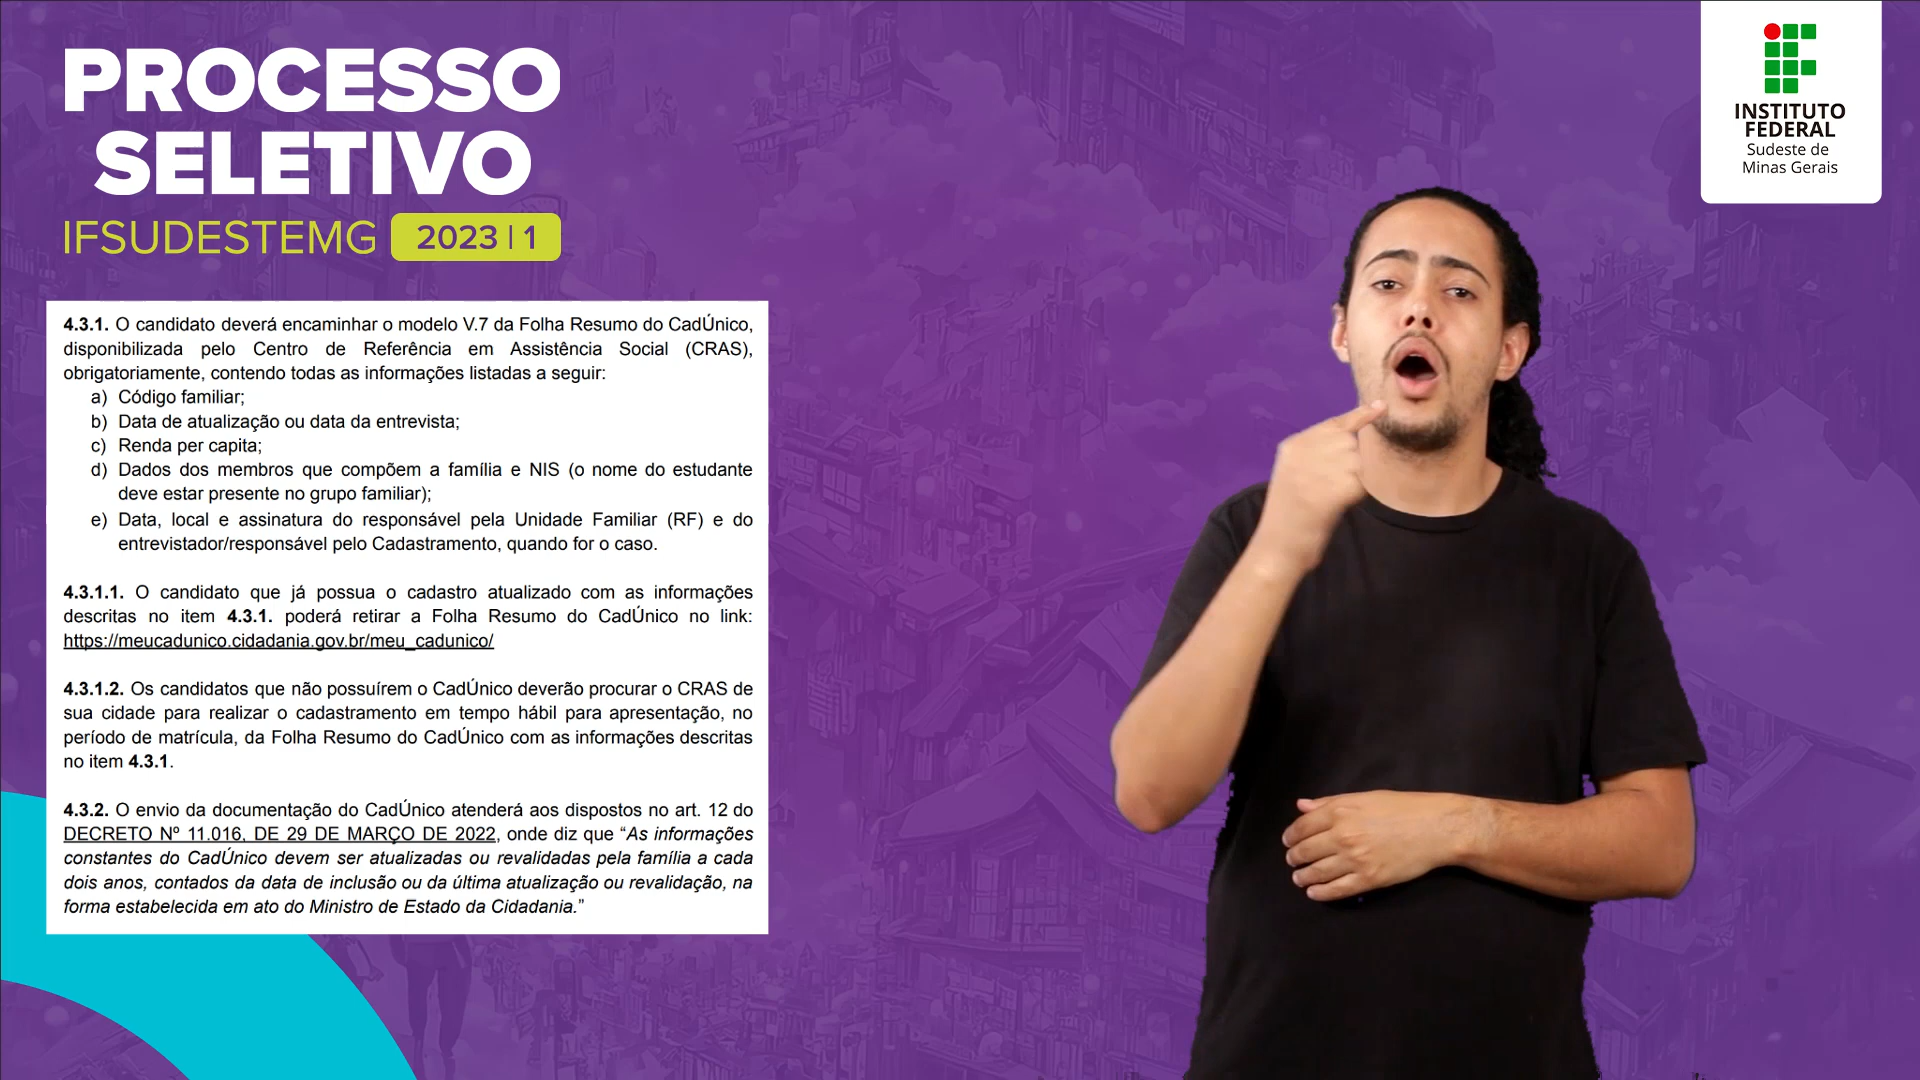 PROCESSO
SELETIVO
IFSUDESTEMG 2023 | 1
INSTITUTO
FEDERAL
Sudeste de
Minas Gerais
4.3.1. O candidato deverá encaminhar o modelo V.7 da Folha Resumo do CadÚnico,
disponibilizada pelo Centro de Referência em Assistência Social (CRAS),
obrigatoriamente, contendo todas as informações listadas a seguir:
a) Código familiar;
b) Data de atualização ou data da entrevista;
c) Renda per capita;
d) Dados dos membros que compõem a família e NIS (o nome do estudante
deve estar presente no grupo familiar);
e) Data, local e assinatura do responsável pela Unidade Familiar (RF) e do
entrevistador/responsável pelo Cadastramento, quando for o caso.
4.3.1.1. O candidato que já possua o cadastro atualizado com as informações
descritas no item 4.3.1. poderá retirar a Folha Resumo do CadÚnico no link:
https://meucadunico.cidadania.gov.br/meu_cadunico/
4.3.1.2. Os candidatos que não possuírem o CadÚnico deverão procurar o CRAS de
sua cidade para realizar o cadastramento em tempo hábil para apresentação, no
período de matrícula, da Folha Resumo do CadÚnico com as informações descritas
no item 4.3.1.
4.3.2. O envio da documentação do CadÚnico atenderá aos dispostos no art. 12 do
DECRETO Nº 11.016, DE 29 DE MARÇO DE 2022, onde diz que “As informações
constantes do CadÚnico devem ser atualizadas ou revalidadas pela família a cada
dois anos, contados da data de inclusão ou da última atualização ou revalidação, na
forma estabelecida em ato do Ministro de Estado da Cidadania.”